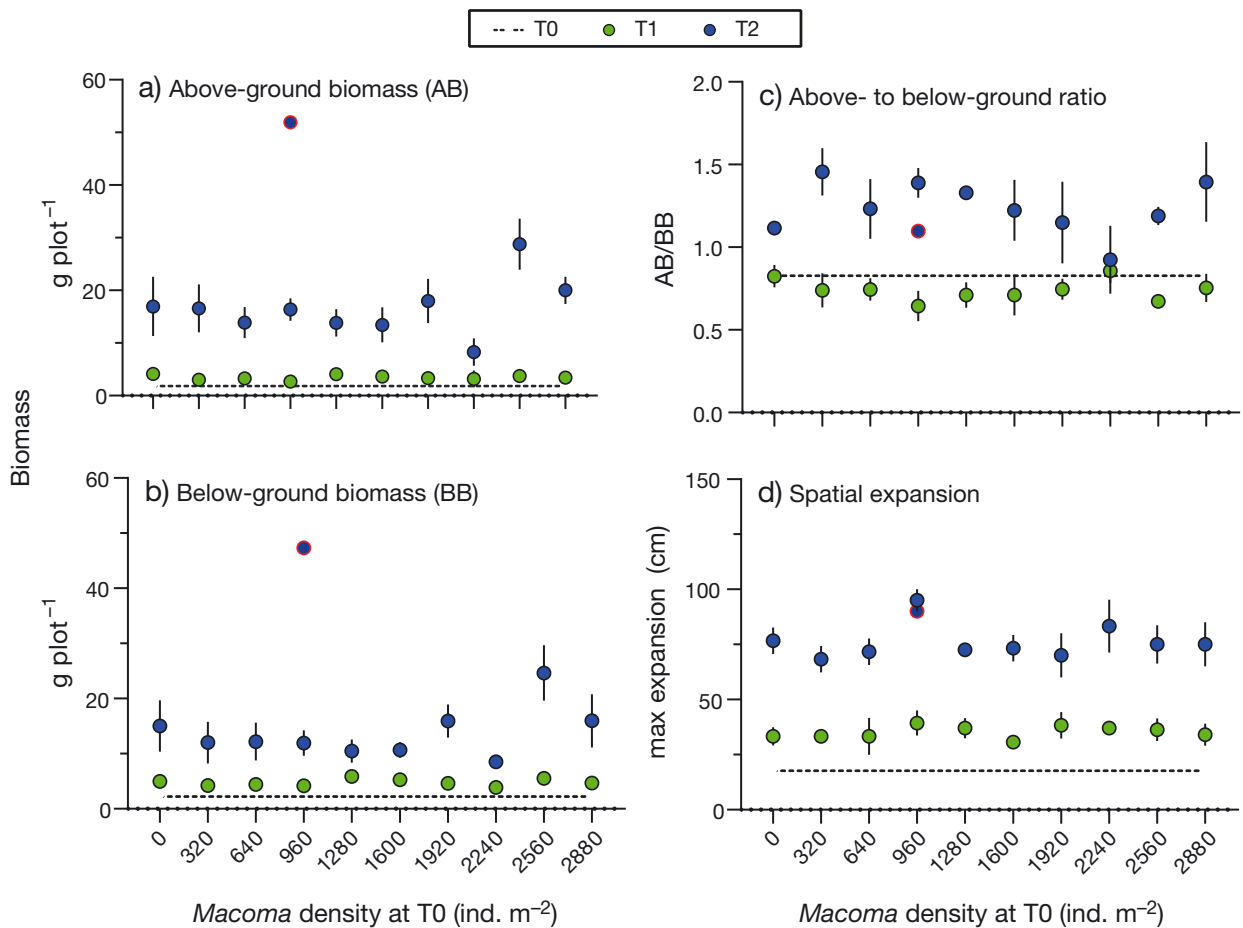 T0 T1 T2
a) Above-ground biomass (AB)
60
40
20
0
g plot⁻¹
c) Above- to below-ground ratio
2.0
1.5
1.0
0.5
0.0
AB/BB
Biomass
b) Below-ground biomass (BB)
60
40
20
0
g plot⁻¹
0 320 640 960 1280 1600 1920 2240 2560 2880
Macoma density at T0 (ind. m⁻²)
d) Spatial expansion
150
100
50
0
max expansion (cm)
0 320 640 960 1280 1600 1920 2240 2560 2880
Macoma density at T0 (ind. m⁻²)